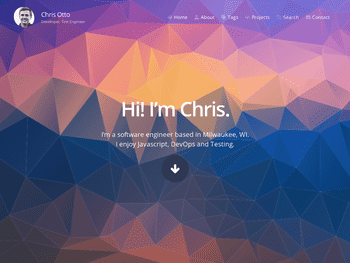 Chris Otto
JavaScript, Test Engineer
Home About Tags Projects Search Contact
Hi! I'm Chris.
I'm a software engineer based in Milwaukee, WI.
I enjoy Javascript, DevOps and Testing.